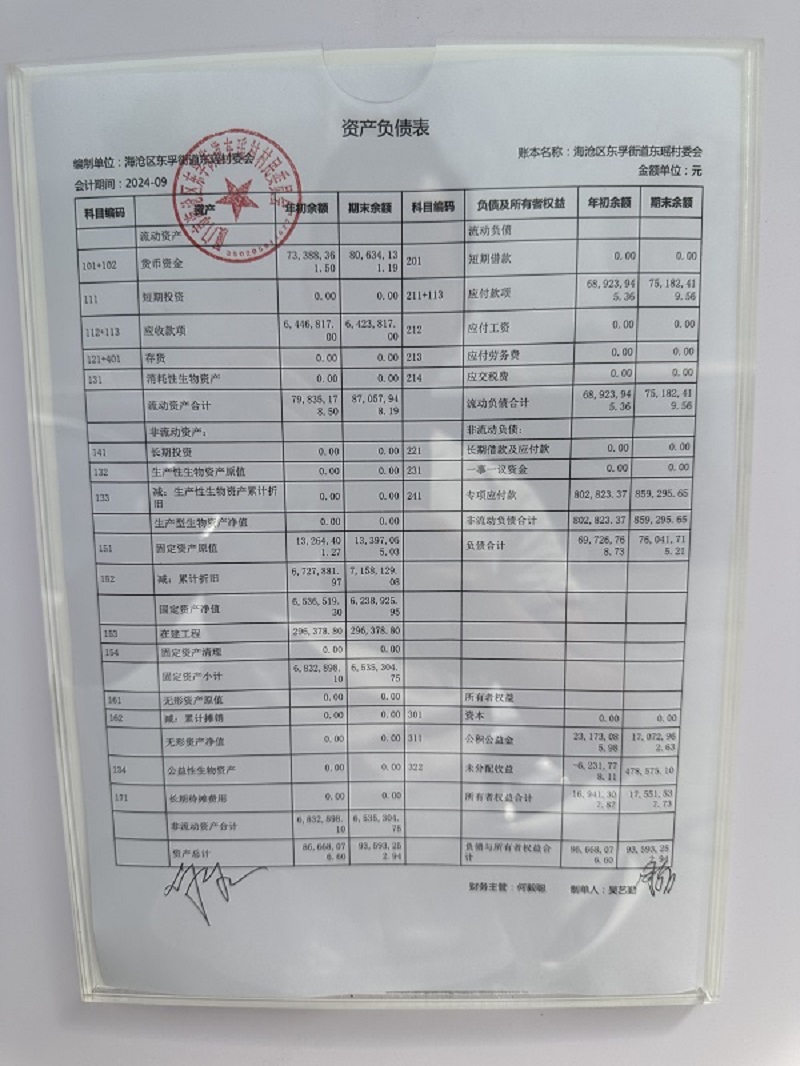 资产负债表
编制单位：海沧区东孚街道东瑶村委会 账本名称：海沧区东孚街道东瑶村委会
会计期间：2024-09 金额单位：元
科目编码 资产 年初余额 期末余额 科目编码 负债及所有者权益 年初余额 期末余额
流动资产 流动负债
101+102 货币资金 73,388,361.50 80,634,131.19 201 短期借款 0.00 0.00
111 短期投资 0.00 0.00 211+113 应付款项 68,923,945.36 75,182,419.56
112+113 应收款项 6,446,817.00 6,423,817.00 212 应付工资 0.00 0.00
121+401 存货 0.00 0.00 213 应付劳务费 0.00 0.00
131 消耗性生物资产 0.00 0.00 214 应交税费 0.00 0.00
流动资产合计 79,835,178.50 87,057,948.19 流动负债合计 68,923,945.36 75,182,419.56
非流动资产： 非流动负债：
141 长期投资 0.00 0.00 221 长期借款及应付款 0.00 0.00
132 生产性生物资产原值 0.00 0.00 231 一事一议资金 0.00 0.00
133 减：生产性生物资产累计折旧 0.00 0.00 241 专项应付款 802,823.37 859,295.65
生产型生物资产净值 0.00 0.00 非流动负债合计 802,823.37 859,295.65
151 固定资产原值 13,264,401.27 13,397,065.03 负债合计 69,726,768.73 76,041,715.21
152 减：累计折旧 6,727,881.97 7,158,129.08
固定资产净值 6,536,519.30 6,238,925.95
153 在建工程 296,378.80 296,378.80
154 固定资产清理 0.00 0.00
固定资产小计 6,832,898.10 6,535,304.75
161 无形资产原值 0.00 0.00 所有者权益
162 减：累计摊销 0.00 0.00 301 资本 0.00 0.00
无形资产净值 0.00 0.00 311 公积公益金 23,173,085.98 17,072,962.63
134 公益性生物资产 0.00 0.00 322 未分配收益 -6,231,778.11 478,575.10
171 长期待摊费用 0.00 0.00 所有者权益合计 16,941,307.87 17,551,537.73
非流动资产合计 6,832,898.10 6,535,304.75
资产总计 86,668,076.60 93,593,252.94 负债与所有者权益合计 86,668,076.60 93,593,252.94
财务主管：何毅聪 制单人：吴艺勤